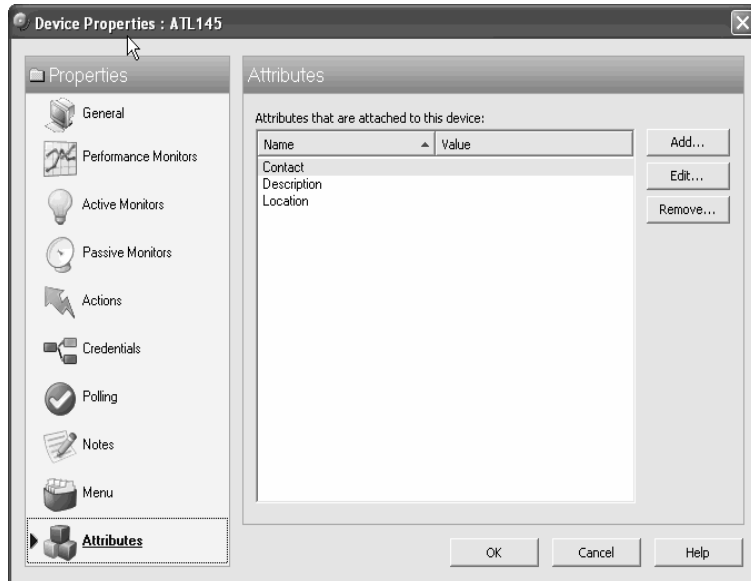 Device Properties : ATL145
Properties
General
Performance Monitors
Active Monitors
Passive Monitors
Actions
Credentials
Polling
Notes
Menu
Attributes
Attributes
Attributes that are attached to this device:
Name Value
Contact
Description
Location
Add...
Edit...
Remove...
OK Cancel Help